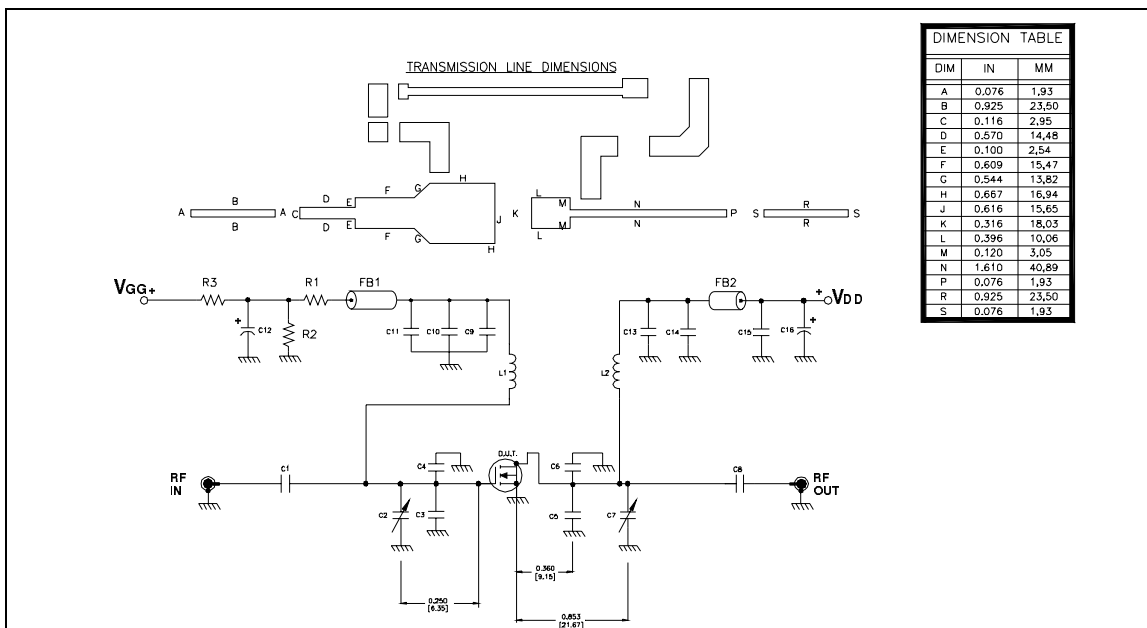 TRANSMISSION LINE DIMENSIONS
DIMENSION TABLE
DIM IN MM
A 0.076 1,93
B 0.925 23,50
C 0.116 2,95
D 0.570 14,48
E 0.100 2,54
F 0.609 15,47
G 0.544 13,82
H 0.667 16,94
J 0.616 15,65
K 0.316 18,03
L 0.396 10,06
M 0.120 3,05
N 1.610 40,89
P 0.076 1,93
R 0.925 23,50
S 0.076 1,93
H
D F G L
B E M N R
A A C K P S S
B E M N R
D F G J L
H
VGG+ R3 R1 FB1 FB2 + VDD
+ C12 R2 C11 C10 C9 C13 C14 C15 C16 +
L1 L2
D.U.T.
C4 C6
RF IN C1 C8 RF OUT
C2 C3 C5 C7
0.360
[9.15]
0.250
[6.35]
0.853
[21.67]